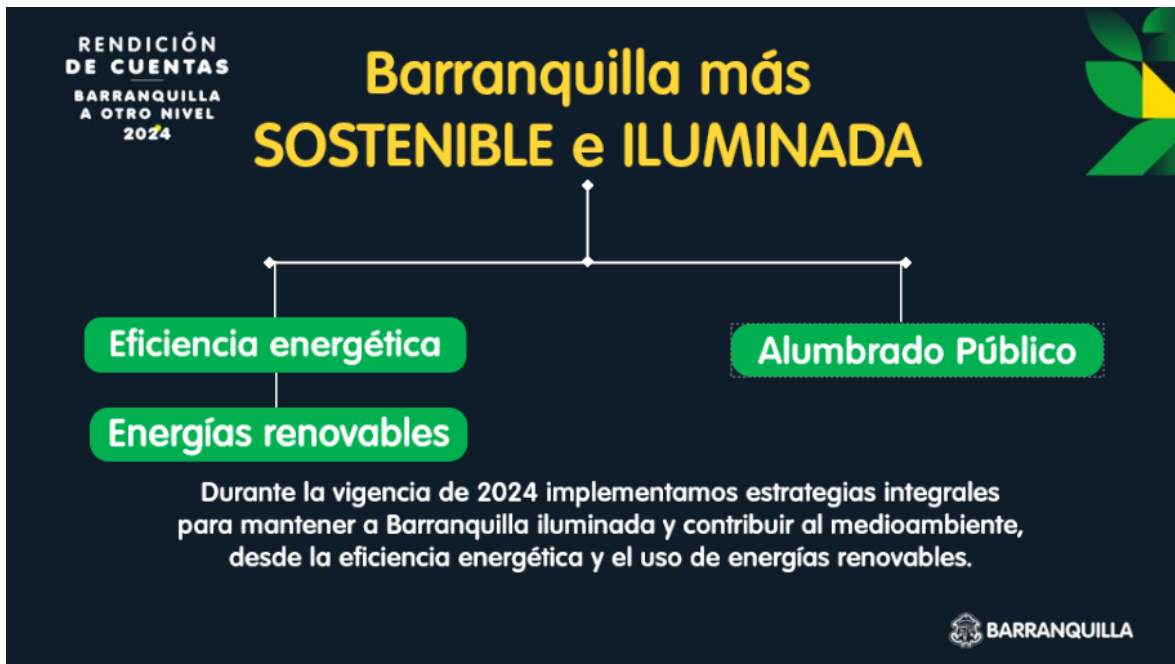 RENDICIÓN
DE CUENTAS
BARRANQUILLA
A OTRO NIVEL
2024
Barranquilla más
SOSTENIBLE e ILUMINADA
Eficiencia energética
Alumbrado Público
Energías renovables
Durante la vigencia de 2024 implementamos estrategias integrales
para mantener a Barranquilla iluminada y contribuir al medioambiente,
desde la eficiencia energética y el uso de energías renovables.
BARRANQUILLA